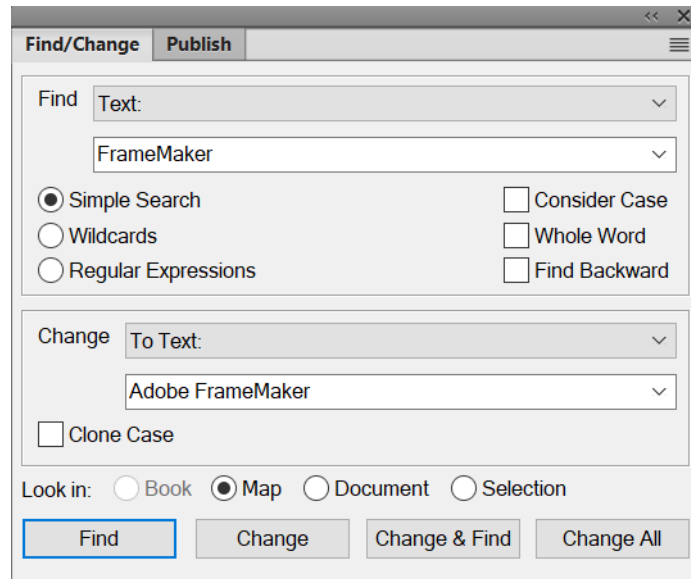 Find/Change Publish
Find Text:
FrameMaker
Simple Search Consider Case
Wildcards Whole Word
Regular Expressions Find Backward
Change To Text:
Adobe FrameMaker
Clone Case
Look in: Book Map Document Selection
Find Change Change & Find Change All